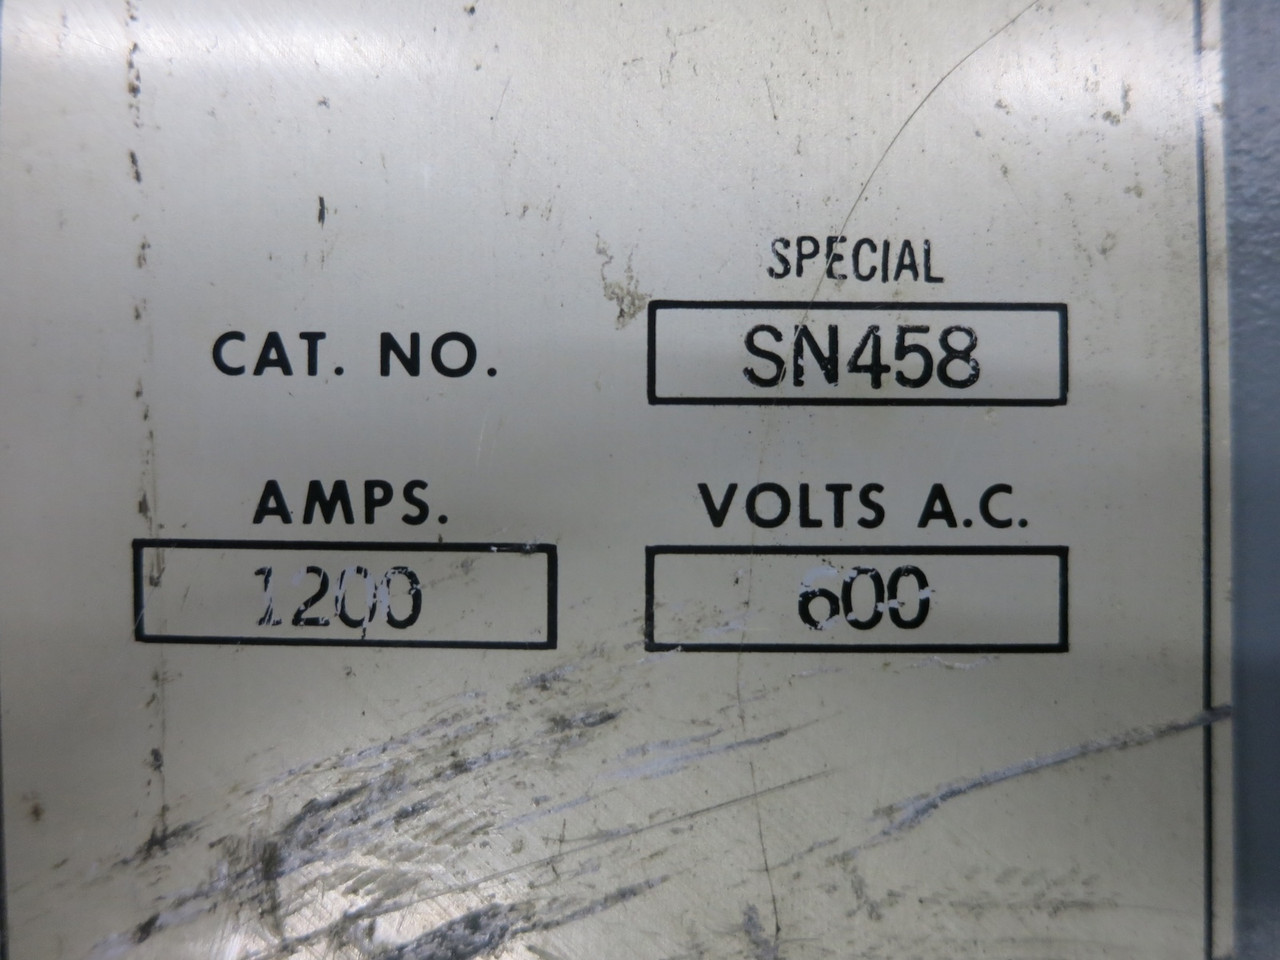 SPECIAL
CAT. NO. SN458
AMPS. VOLTS A.C.
1200 600